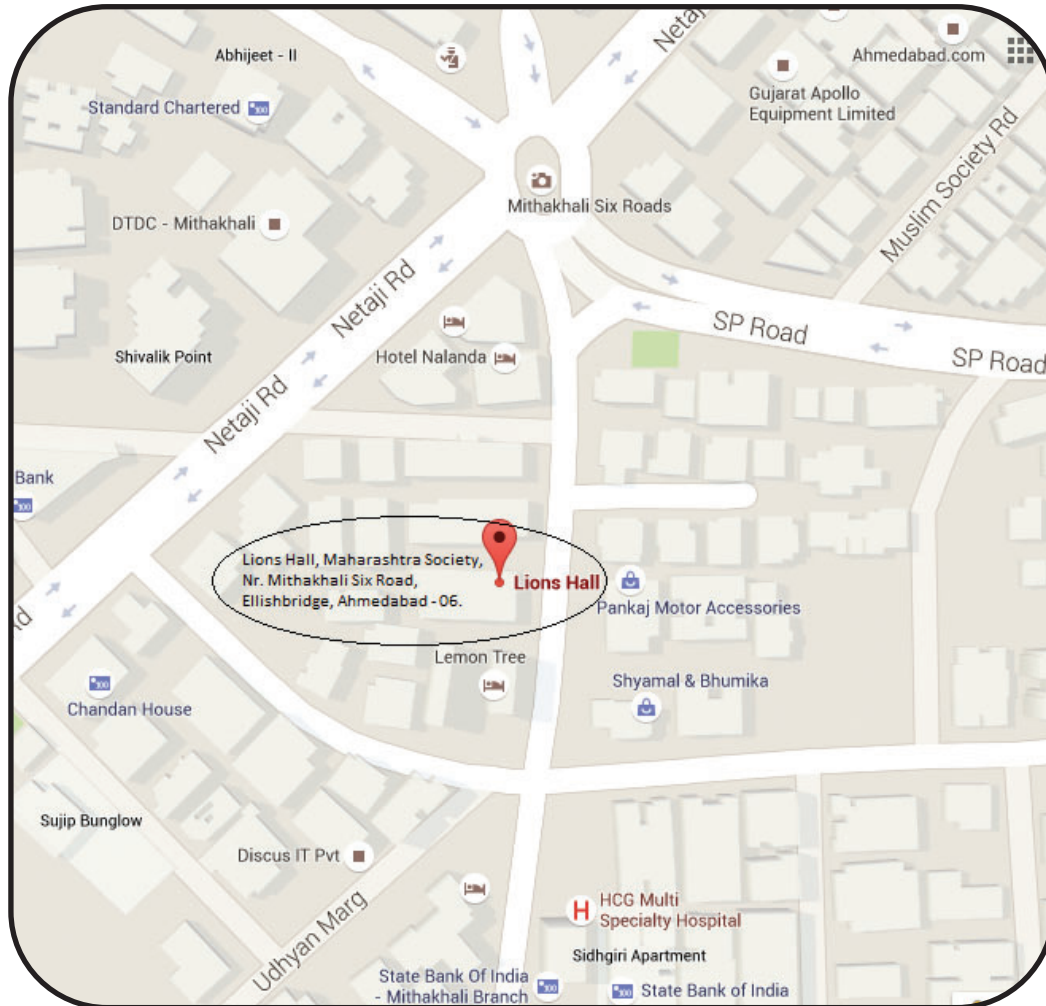 Abhijeet - II
Netaji
Ahmedabad.com
Standard Chartered
Gujarat Apollo
Equipment Limited
Muslim Society Rd
Mithakhali Six Roads
DTDC - Mithakhali
Netaji Rd
SP Road
SP Road
Shivalik Point
Hotel Nalanda
Netaji Rd
Bank
Lions Hall, Maharashtra Society,
Nr. Mithakhali Six Road,
Ellishbridge, Ahmedabad - 06.
Lions Hall
Pankaj Motor Accessories
Rd
Lemon Tree
Shyamal & Bhumika
Chandan House
Sujip Bunglow
Discus IT Pvt
Udhyan Marg
HCG Multi
Specialty Hospital
Sidhgiri Apartment
State Bank Of India
- Mithakhali Branch
State Bank of India